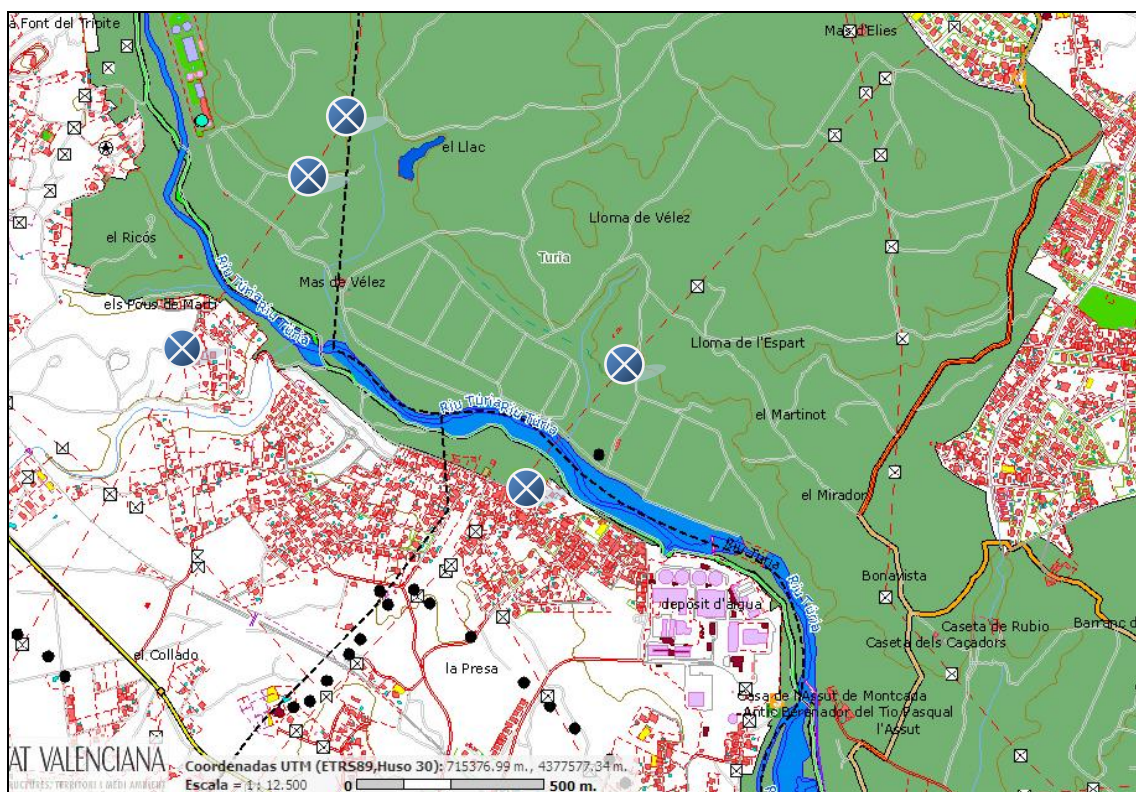 a Font del Tripite
Mas d'Elies
el Llac
Lloma de Vélez
el Ricós
Turia
Riu Túria
Riu Túria
Mas de Vélez
els Pous de Marti
Lloma de l'Espart
Riu Túria
Riu Túria
el Martinot
el Mirador
Riu Túria
Riu Túria
Bonavista
depòsit d'aigua
Caseta de Rubio
Barranc d
Caseta dels Caçadors
el Collado
la Presa
Casa de l'Assut de Montcada
Antic Berenador del Tio Pasqual
l'Assut
AT VALENCIANA
Coordenadas UTM (ETRS89,Huso 30): 715376.99 m., 4377577.34 m.
Escala = 1 : 12.500
0
500 m.